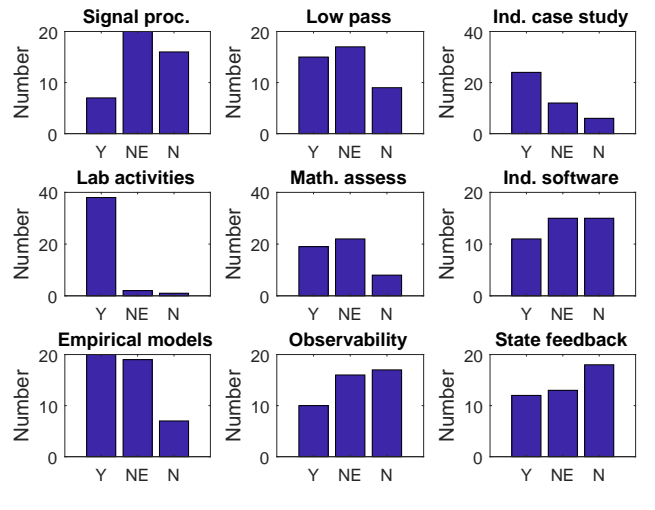 Signal proc. Low pass Ind. case study
20 20 40
Number Number Number
10 10 20
0 0 0
Y NE N Y NE N Y NE N
Lab activities Math. assess Ind. software
40 40 20
Number Number Number
20 20 10
0 0 0
Y NE N Y NE N Y NE N
Empirical models Observability State feedback
20 20 20
Number Number Number
10 10 10
0 0 0
Y NE N Y NE N Y NE N